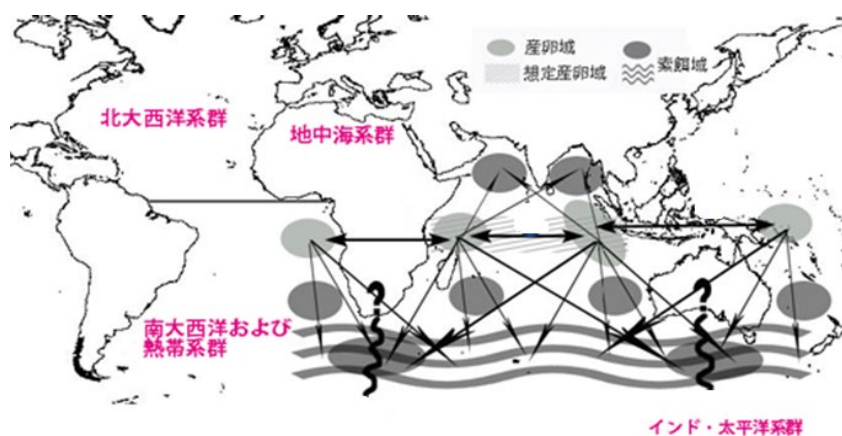 産卵域
索餌域
想定産卵域
北大西洋系群
地中海系群
?
?
南大西洋および
熱帯系群
インド・太平洋系群